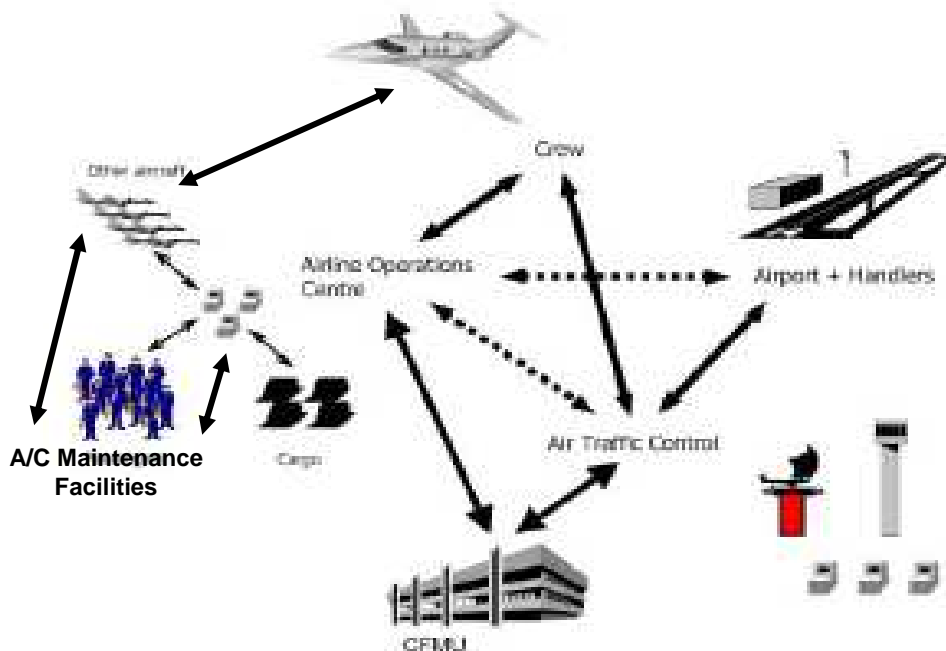 Crew
Other aircraft
Airline Operations
Centre
Airport + Handlers
Air Traffic Control
A/C Maintenance
Facilities
Cargo
CFMU